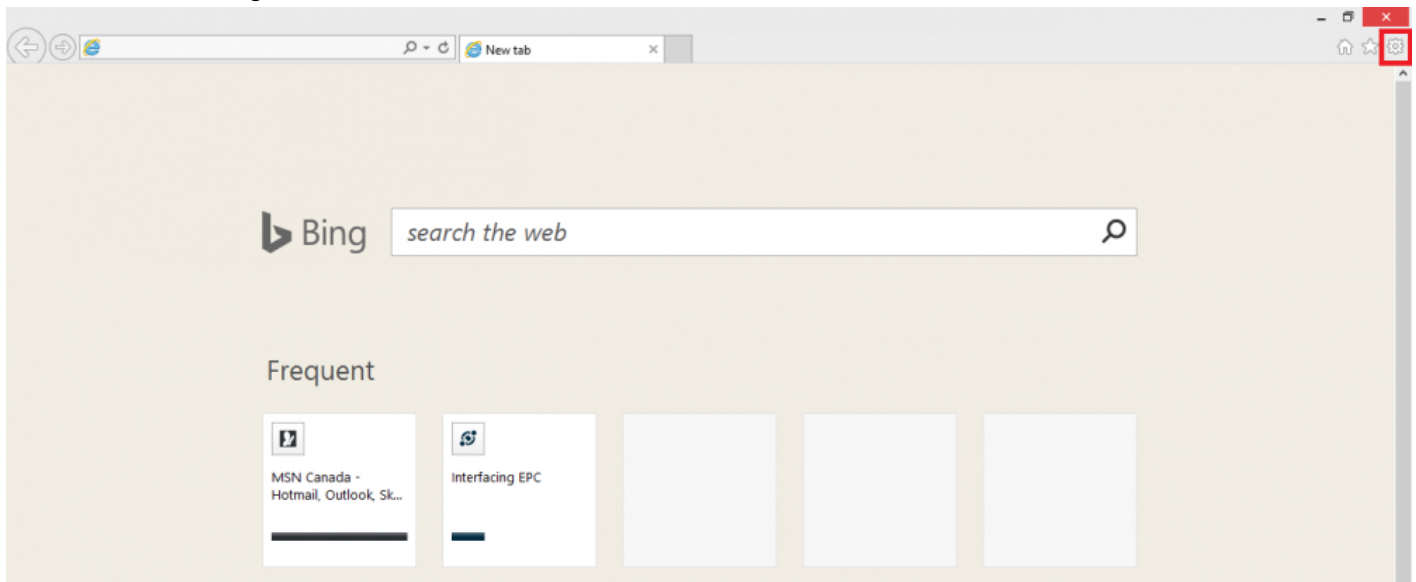 New tab
Bing
search the web
Frequent
MSN Canada -
Hotmail, Outlook, Sk...
Interfacing EPC